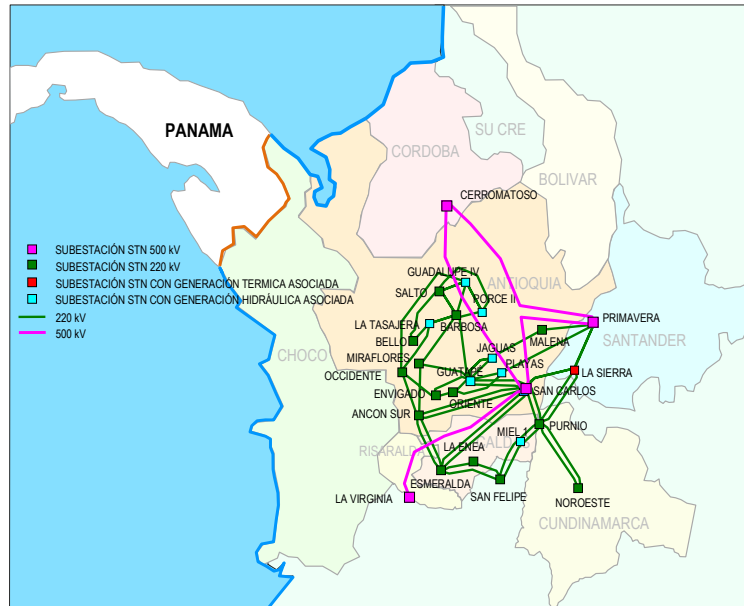 PANAMA
SU CRE
CORDOBA
BOLIVAR
CERROMATOSO
SUBESTACIÓN STN 500 kV
SUBESTACIÓN STN 220 kV
SUBESTACIÓN STN CON GENERACIÓN TERMICA ASOCIADA
SUBESTACIÓN STN CON GENERACIÓN HIDRÁULICA ASOCIADA
220 kV
500 kV
GUADALUPE IV
ANTIOQUIA
SALTO
PORCE II
LA TASAJERA
BARBOSA
PRIMAVERA
BELLO
MALENA
SANTANDER
CHOCO
MIRAFLORES
JAGUAS
PLAYAS
OCCIDENTE
GUATAPE
LA SIERRA
ENVIGADO
SAN CARLOS
ORIENTE
ANCON SUR
MIEL 1
PURNIO
RISARALDA
LA ENEA
CALDAS
ESMERALDA
LA VIRGINIA
SAN FELIPE
NOROESTE
CUNDINAMARCA